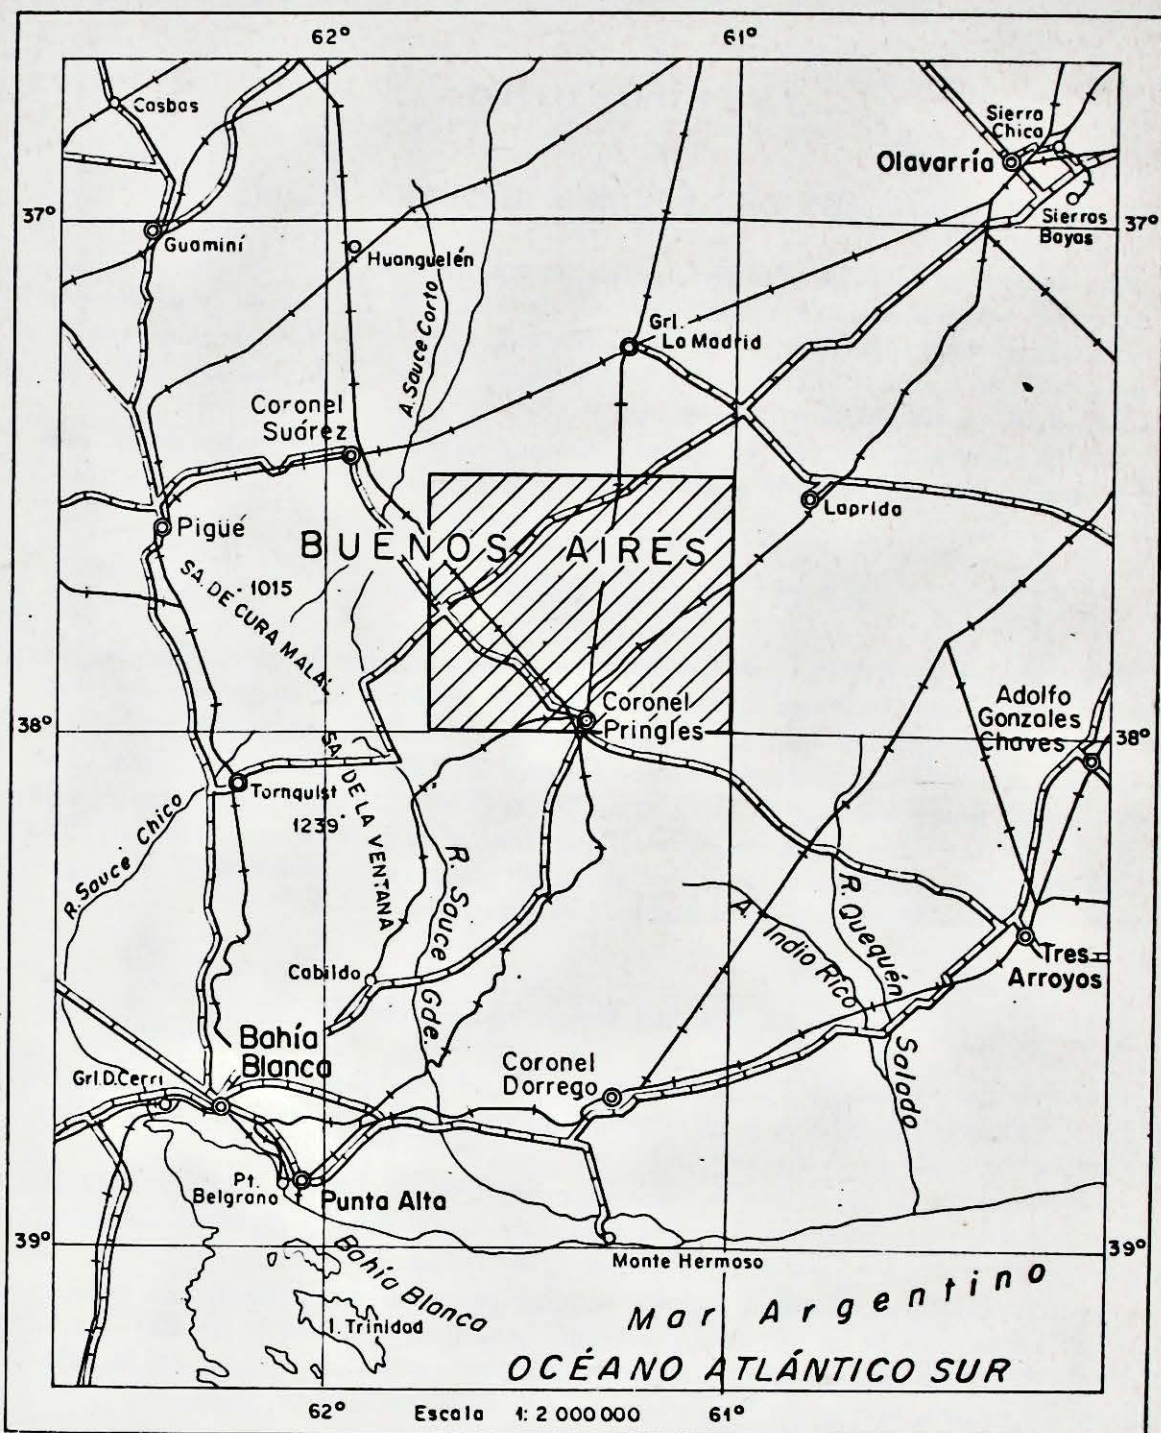 62°
61°
Casbas
Sierra
Chica
Olavarría
37°
37°
Guaminí
Huanguelén
Sierras
Bayas
A. Sauce Corto
Grl.
La Madrid
Coronel
Suárez
Laprida
Pigüé
BUENOS AIRES
1015
SA. DE CURA MALAL
Coronel
Pringles
Adolfo
Gonzales
Chaves
38°
38°
Tornquist
SA. DE LA VENTANA
1239
R. Sauce Chico
R. Sauce Gde.
A. Indio Rico
R. Quequén
Salado
Cabildo
Tres
Arroyos
Bahía
Blanca
Grl. D. Cerri
Coronel
Dorrego
Pt.
Belgrano
Punta Alta
39°
39°
Monte Hermoso
Bahía Blanca
I. Trinidad
Mar Argentino
OCÉANO ATLÁNTICO SUR
62°
Escala 1: 2 000 000
61°